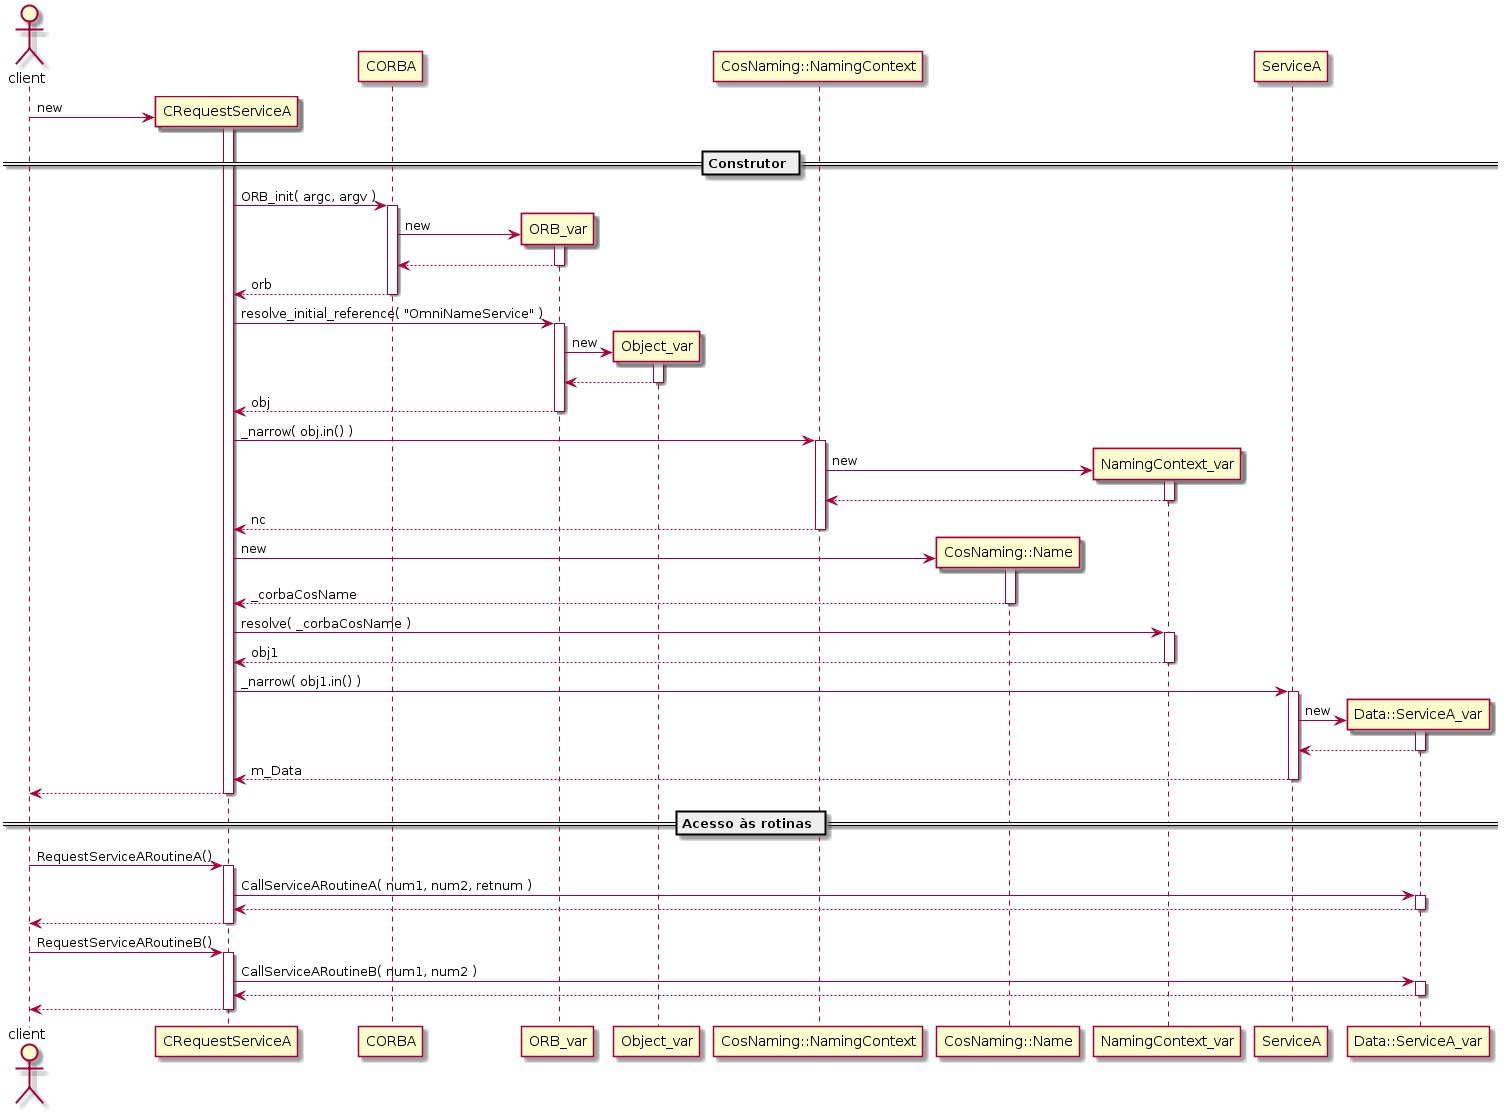 client
CORBA
CosNaming::NamingContext
ServiceA
new
CRequestServiceA
Construtor
ORB_init( argc, argv )
new
ORB_var
orb
resolve_initial_reference( "OmniNameService" )
new
Object_var
obj
_narrow( obj.in() )
new
NamingContext_var
nc
new
CosNaming::Name
_corbaCosName
resolve( _corbaCosName )
obj1
_narrow( obj1.in() )
new
Data::ServiceA_var
m_Data
Acesso às rotinas
RequestServiceARoutineA()
CallServiceARoutineA( num1, num2, retnum )
RequestServiceARoutineB()
CallServiceARoutineB( num1, num2 )
client
CRequestServiceA
CORBA
ORB_var
Object_var
CosNaming::NamingContext
CosNaming::Name
NamingContext_var
ServiceA
Data::ServiceA_var